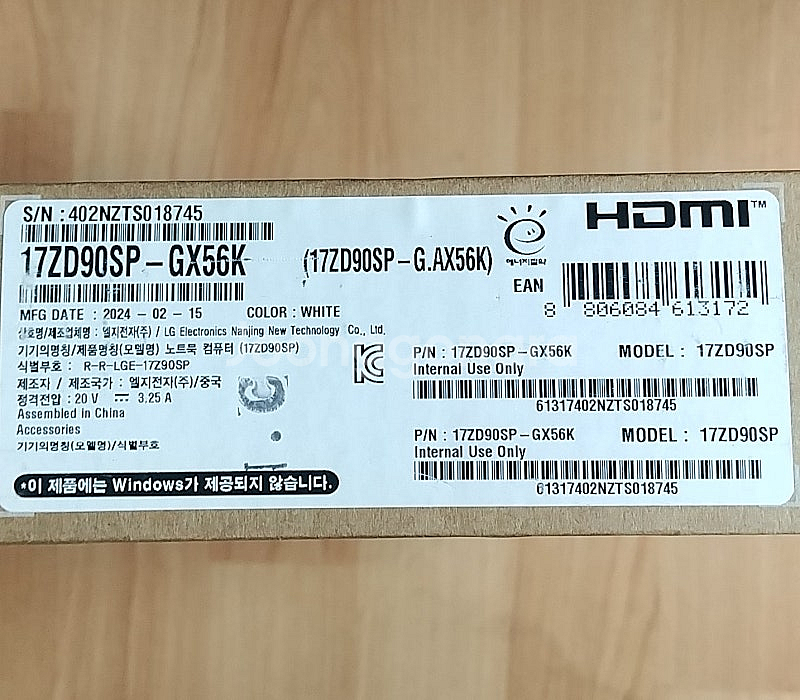 S/N : 402NZTS018745
17ZD90SP – GX56K
(17ZD90SP – G.AX56K)
에너지절약
HDMI™
EAN
8 806084 613172
MFG DATE : 2024 – 02 – 15 COLOR : WHITE
상호명/제조업체명 : 엘지전자(주) / LG Electronics Nanjing New Technology Co., Ltd.
기기의명칭/제품명칭(모델명) 노트북 컴퓨터 (17ZD90SP)
식별부호 : R-R-LGE-17Z90SP
제조자 / 제조국가 : 엘지전자(주)/중국
정격전압 : 20 V ⎓ 3.25 A
Assembled in China
Accessories
기기의명칭(모델명)/식별부호
*이 제품에는 Windows가 제공되지 않습니다.
P/N : 17ZD90SP – GX56K MODEL : 17ZD90SP
Internal Use Only
61317402NZTS018745
P/N : 17ZD90SP – GX56K MODEL : 17ZD90SP
Internal Use Only
61317402NZTS018745